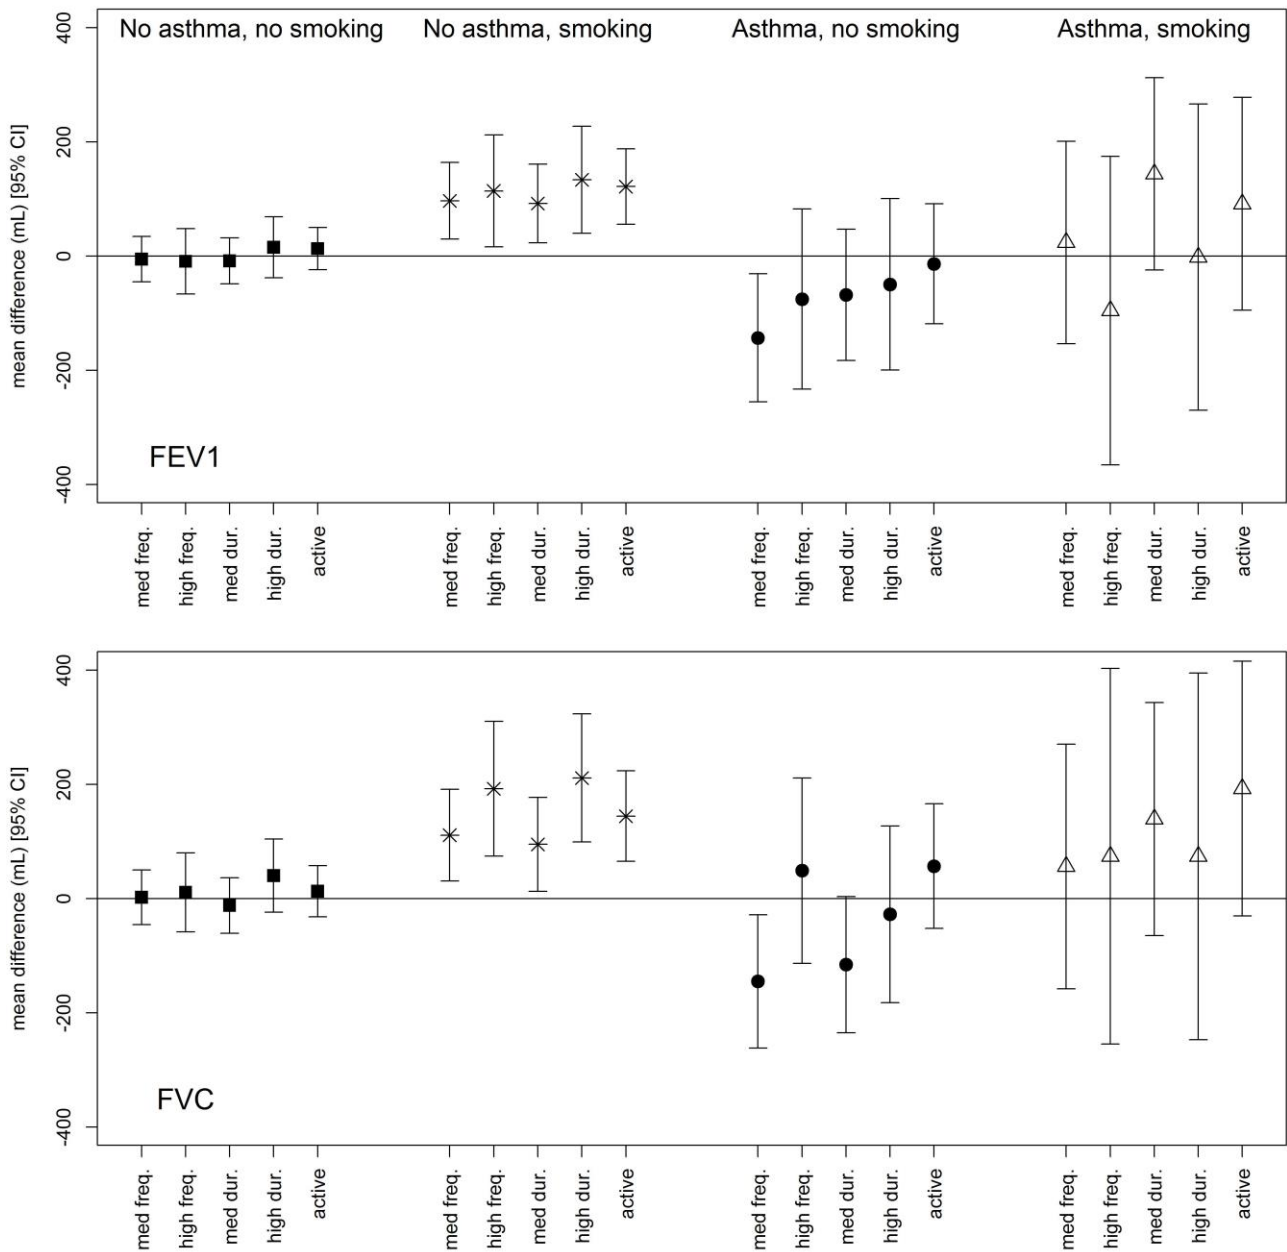 No asthma, no smoking No asthma, smoking Asthma, no smoking Asthma, smoking
mean difference (mL) [95% CI]
400
200
0
-200
-400
FEV1
med freq. high freq. med dur. high dur. active med freq. high freq. med dur. high dur. active med freq. high freq. med dur. high dur. active med freq. high freq. med dur. high dur. active
mean difference (mL) [95% CI]
400
200
0
-200
-400
FVC
med freq. high freq. med dur. high dur. active med freq. high freq. med dur. high dur. active med freq. high freq. med dur. high dur. active med freq. high freq. med dur. high dur. active